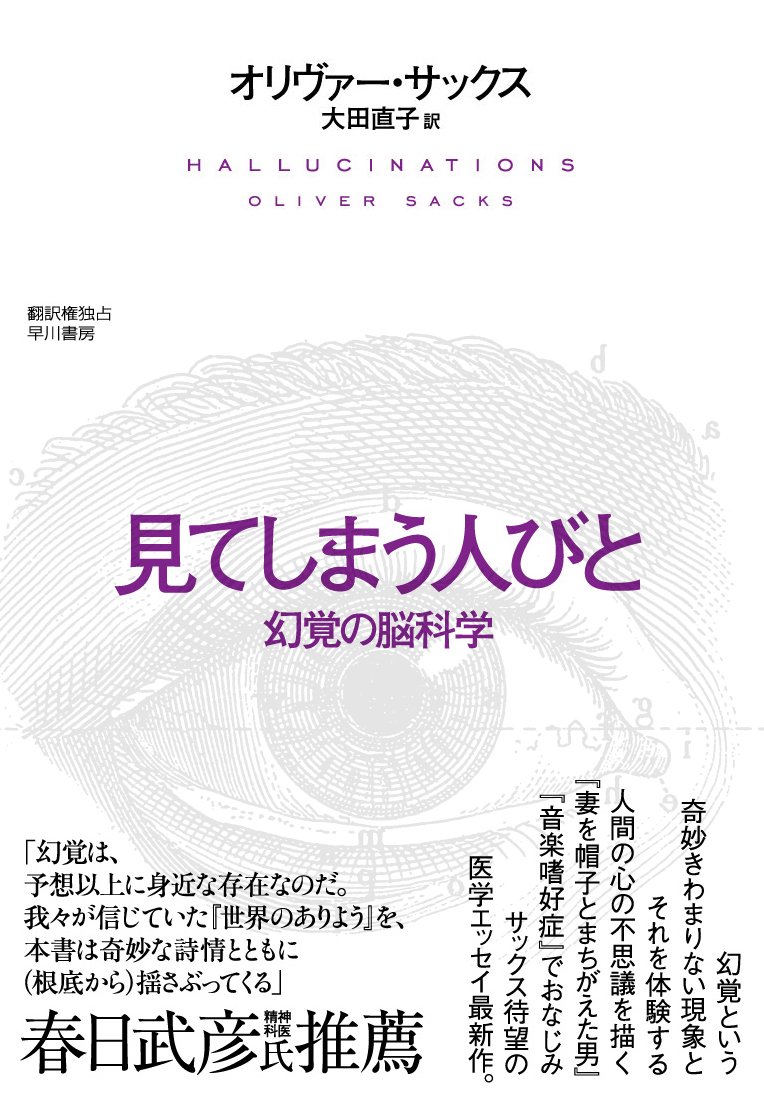 オリヴァー・サックス
大田直子 訳
HALLUCINATIONS
OLIVER SACKS
翻訳権独占
早川書房
b
a
c
d
見てしまう人びと
幻覚の脳科学
g
f
i
h
e
m
q
o
幻覚という
奇妙きわまりない現象と
それを体験する
人間の心の不思議を描く
『妻を帽子とまちがえた男』
『音楽嗜好症』でおなじみ
サックス待望の
医学エッセイ最新作。
「幻覚は、
予想以上に身近な存在なのだ。
我々が信じていた『世界のありよう』を、
本書は奇妙な詩情とともに
(根底から)揺さぶってくる」
春日武彦精神科医氏推薦